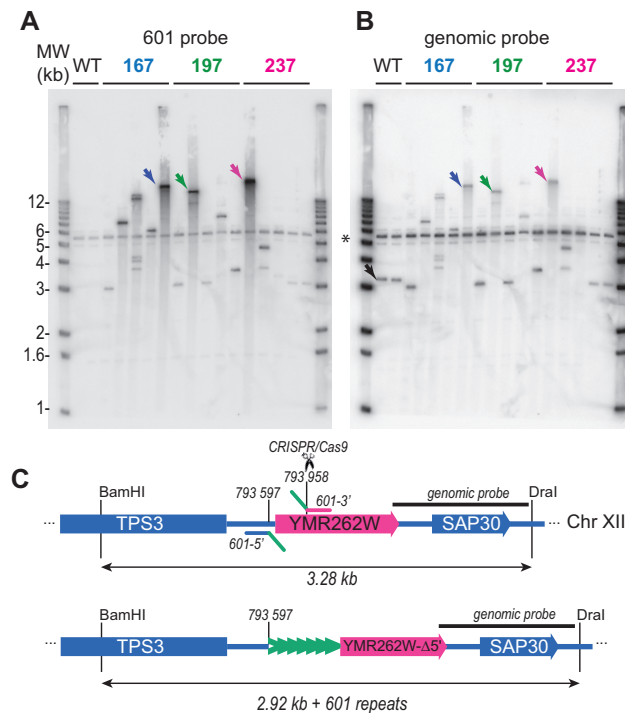 A
601 probe
MW
(kb)
WT 167 197 237
12-
6-
5-
4-
3-
2-
1.6-
1-
B
genomic probe
WT 167 197 237
*
C
CRISPR/Cas9
793 958
BamHI
793 597
601-3'
genomic probe
DraI
... TPS3 YMR262W SAP30 ... Chr XII
601-5'
3.28 kb
BamHI
793 597
genomic probe
DraI
... TPS3 YMR262W-Δ5' SAP30 ...
2.92 kb + 601 repeats